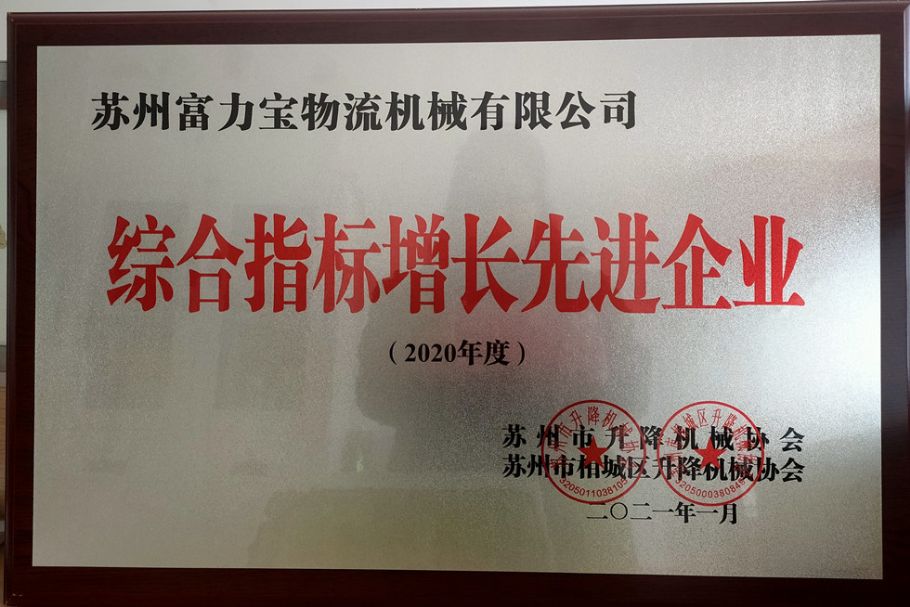 苏州富力宝物流机械有限公司
综合指标增长先进企业
（2020年度）
苏州市升降机械协会
苏州市相城区升降机械协会
二〇二一年一月